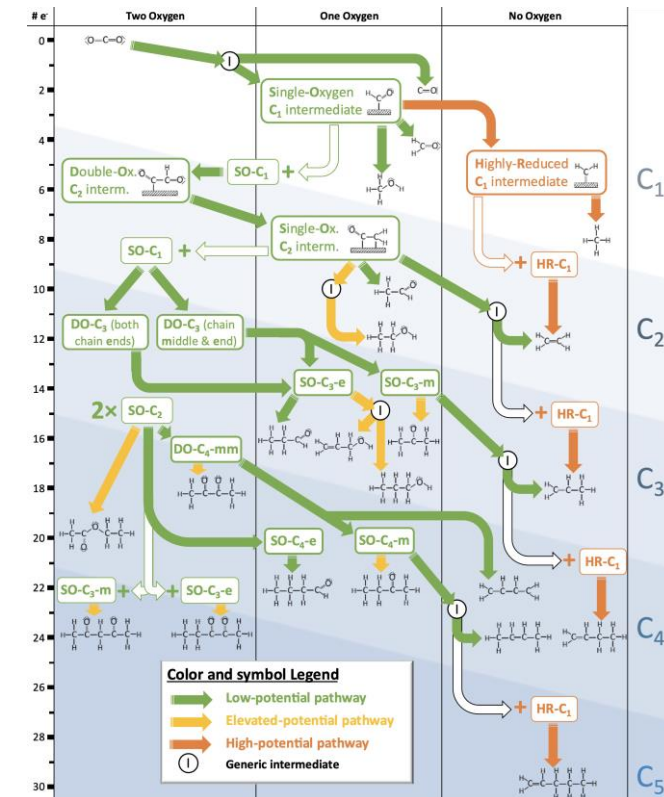 # e⁻ Two Oxygen One Oxygen No Oxygen
0
2
4
6
8
10
12
14
16
18
20
22
24
26
28
30
I
Single-Oxygen
C₁ intermediate
Highly-Reduced
C₁ intermediate
C₁
Double-Ox.
C₂ interm.
SO-C₁ +
Single-Ox.
C₂ interm.
SO-C₁ +
+ HR-C₁
I
I
C₂
DO-C₃ (both
chain ends)
DO-C₃ (chain
middle & end)
SO-C₃-e
SO-C₃-m
I
2× SO-C₂
+ HR-C₁
DO-C₄-mm
I
C₃
SO-C₄-e
SO-C₄-m
+ HR-C₁
SO-C₃-m + + SO-C₃-e
I
C₄
Color and symbol Legend
Low-potential pathway
Elevated-potential pathway
High-potential pathway
I Generic intermediate
+ HR-C₁
C₅